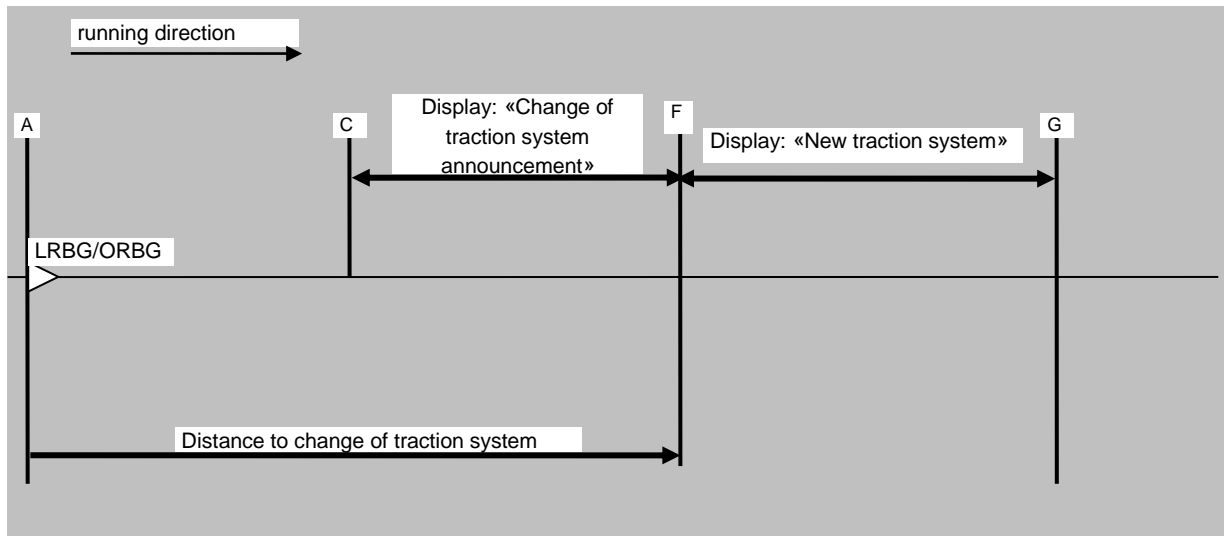 running direction
A
C
Display: «Change of
traction system
announcement»
F
Display: «New traction system»
G
LRBG/ORBG
Distance to change of traction system